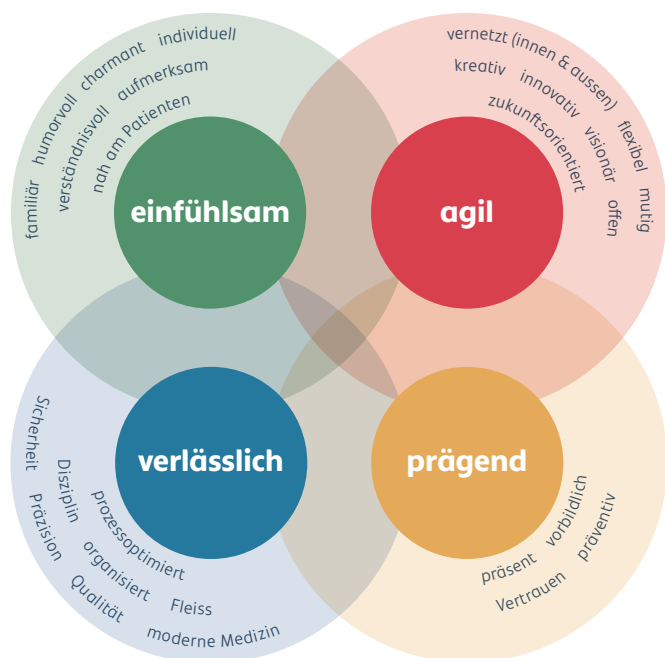 familiär humorvoll charmant individuell
verständnisvoll aufmerksam
nah am Patienten
einfühlsam
vernetzt (innen & aussen) flexibel mutig
kreativ innovativ visionär offen
zukunftsorientiert
agil
verlässlich
prozessoptimiert
Disziplin organisiert Fleiss
Sicherheit Präzision Qualität moderne Medizin
prägend
präsent vorbildlich
Vertrauen präventiv